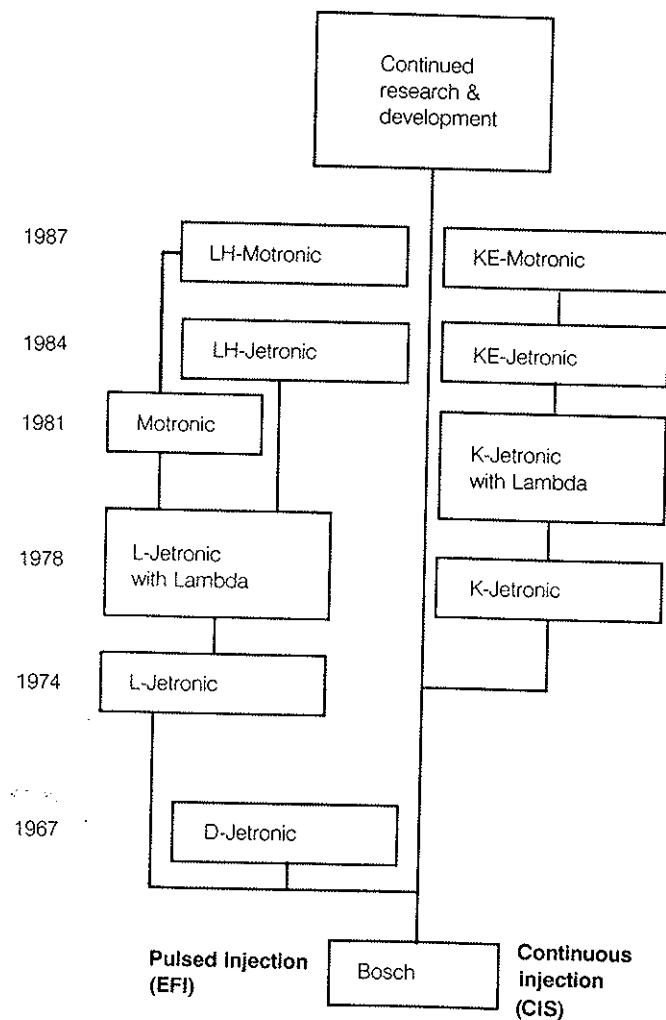 Continued
research &
development
1987
LH-Motronic
KE-Motronic
1984
LH-Jetronic
KE-Jetronic
1981
Motronic
K-Jetronic
with Lambda
1978
L-Jetronic
with Lambda
K-Jetronic
1974
L-Jetronic
1967
D-Jetronic
Pulsed injection
(EFI)
Bosch
Continuous
injection
(CIS)